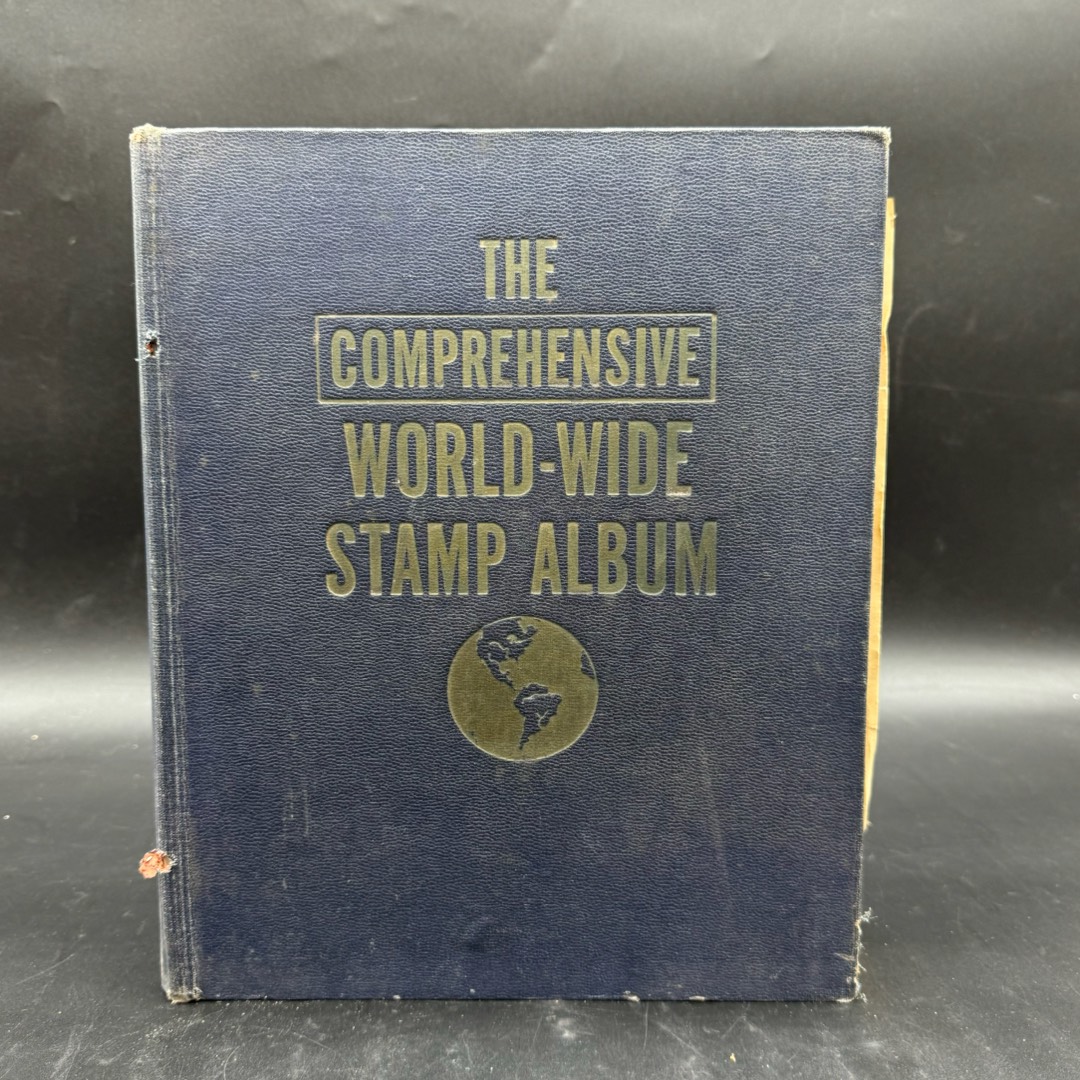 THE
COMPREHENSIVE
WORLD-WIDE
STAMP ALBUM